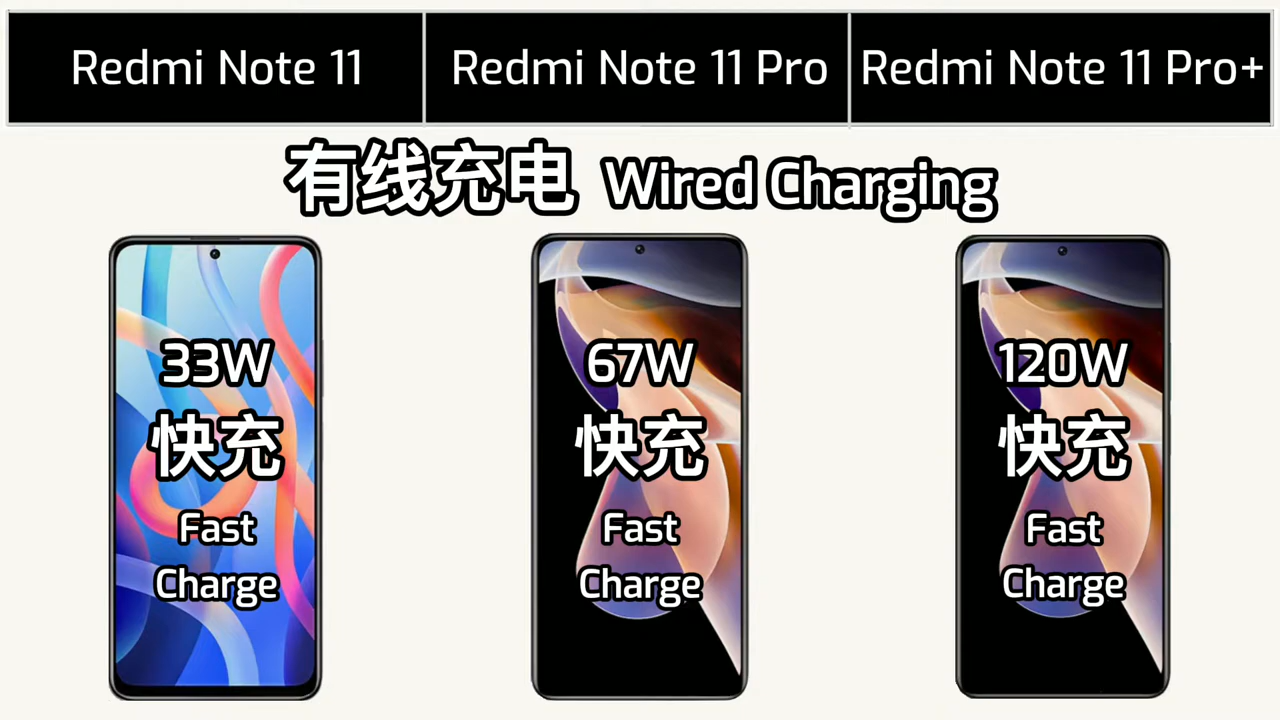 Redmi Note 11
Redmi Note 11 Pro
Redmi Note 11 Pro+
有线充电 Wired Charging
33W
快充
Fast
Charge
67W
快充
Fast
Charge
120W
快充
Fast
Charge